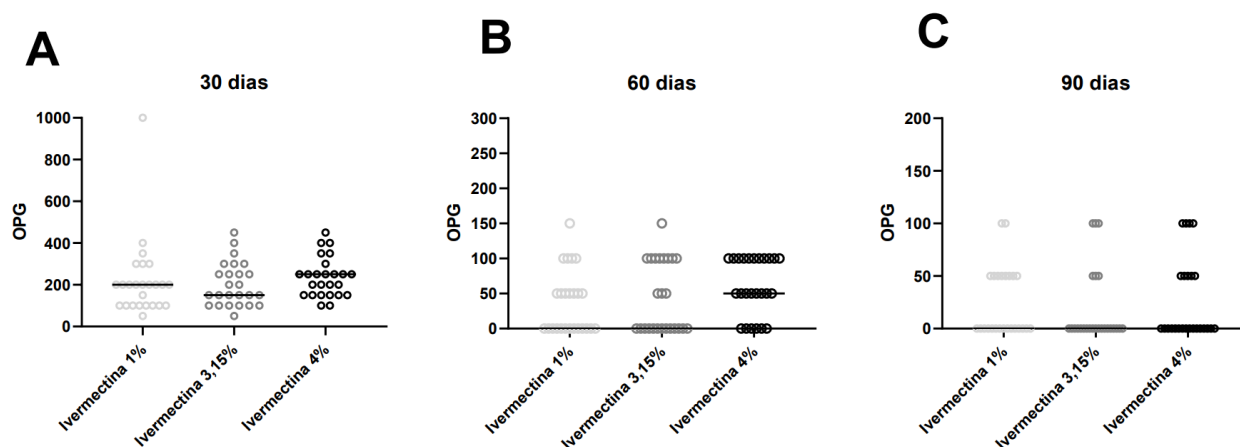 A
30 dias
OPG
1000
800
600
400
200
0
Ivermectina 1%
Ivermectina 3,15%
Ivermectina 4%
B
60 dias
OPG
300
250
200
150
100
50
0
Ivermectina 1%
Ivermectina 3,15%
Ivermectina 4%
C
90 dias
OPG
200
150
100
50
0
Ivermectina 1%
Ivermectina 3,15%
Ivermectina 4%